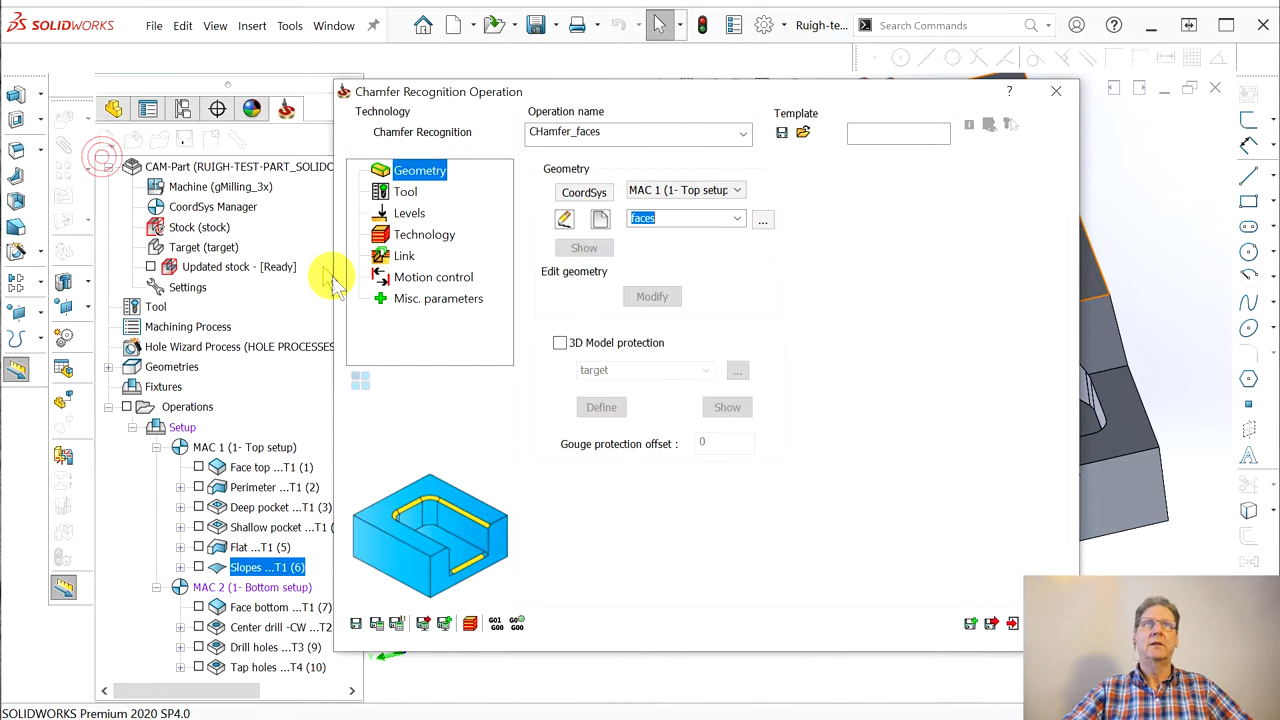 SOLIDWORKS File Edit View Insert Tools Window Ruigh-te... Search Commands
Chamfer Recognition Operation
Technology
Chamfer Recognition
Operation name
CHamfer_faces
Template
Geometry
Tool
Levels
Technology
Link
Motion control
Misc. parameters
Geometry
CoordSys MAC 1 (1- Top setup
faces ...
Show
Edit geometry
Modify
3D Model protection
target ...
Define Show
Gouge protection offset : 0
G01 G00
CAM-Part (RUIGH-TEST-PART_SOLIDC
Machine (gMilling_3x)
CoordSys Manager
Stock (stock)
Target (target)
Updated stock - [Ready]
Settings
Tool
Machining Process
Hole Wizard Process (HOLE PROCESSES
Geometries
Fixtures
Operations
Setup
MAC 1 (1- Top setup)
Face top ...T1 (1)
Perimeter ...T1 (2)
Deep pocket ...T1 (3)
Shallow pocket ...T1 (
Flat ...T1 (5)
Slopes ...T1 (6)
MAC 2 (1- Bottom setup)
Face bottom ...T1 (7)
Center drill -CW ...T2
Drill holes ...T3 (9)
Tap holes ...T4 (10)
SOLIDWORKS Premium 2020 SP4.0